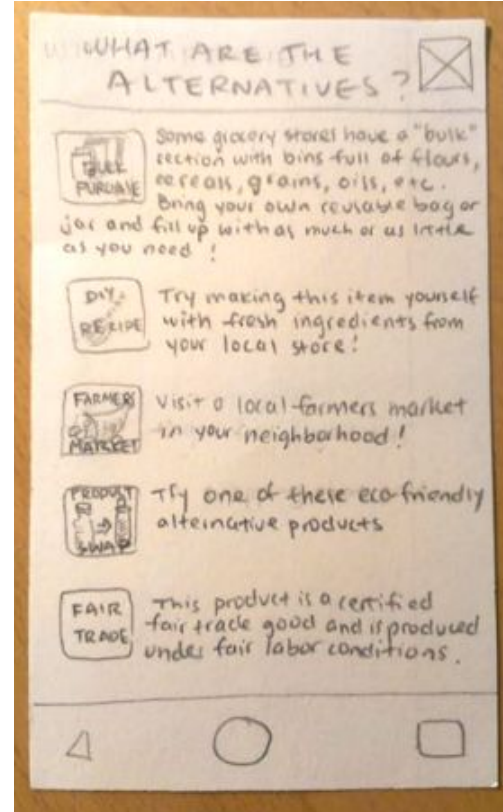 WHAT ARE THE
ALTERNATIVES?
BULK
PURCHASE
Some grocery stores have a "bulk"
section with bins full of flours,
cereals, grains, oils, etc.
Bring your own reusable bag or
jar and fill up with as much or as little
as you need!
DIY
RECIPE
Try making this item yourself
with fresh ingredients from
your local store!
FARMERS
MARKET
Visit a local farmers market
in your neighborhood!
PRODUCT
SWAP
Try one of these eco-friendly
alternative products
FAIR
TRADE
This product is a certified
fair trade good and is produced
under fair labor conditions.